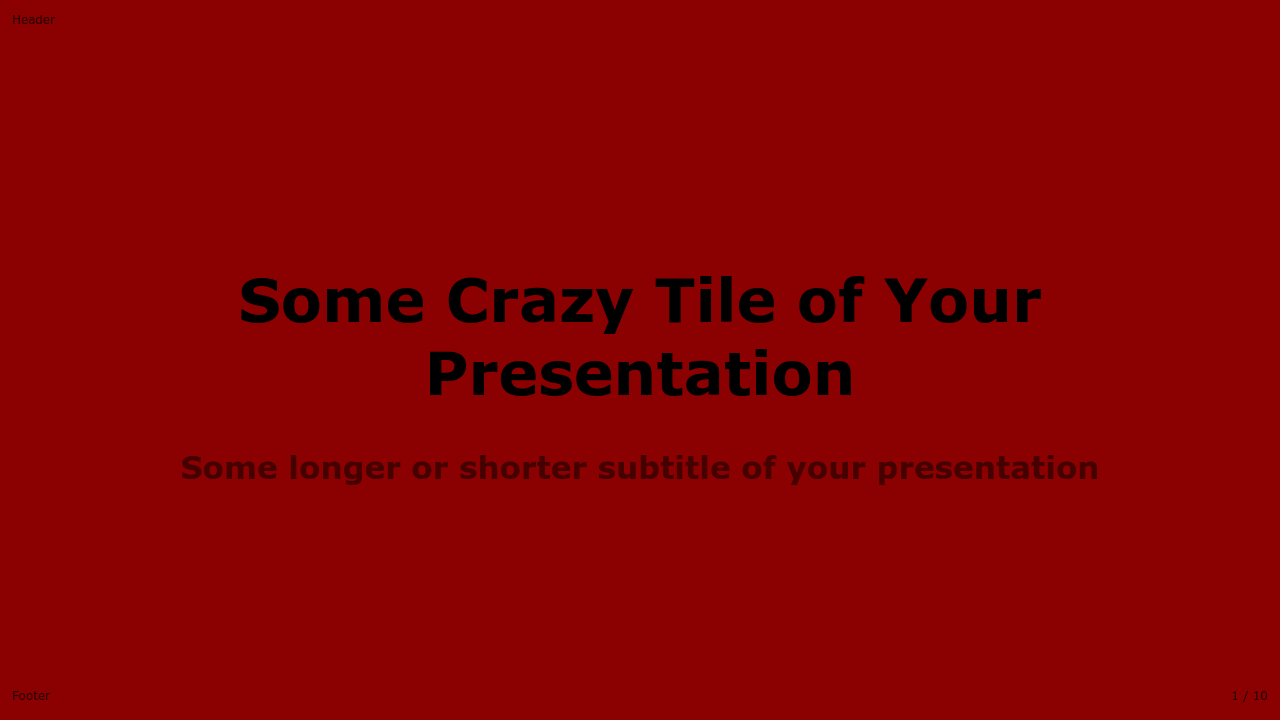 Header
Some Crazy Tile of Your
Presentation
Some longer or shorter subtitle of your presentation
Footer
1 / 10